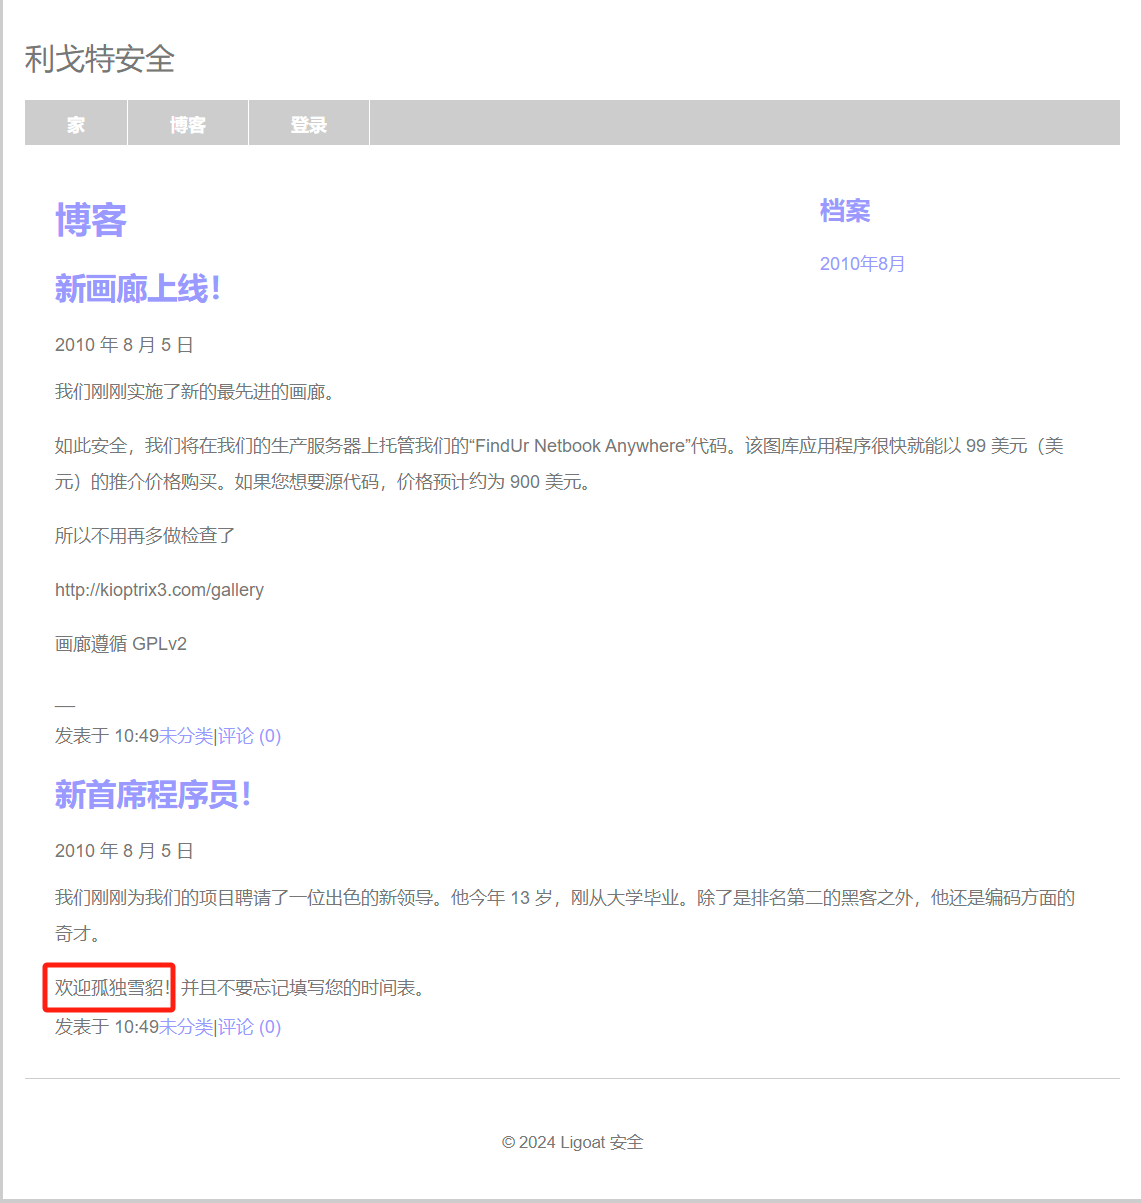 利戈特安全
家
博客
登录
博客
档案
2010年8月
新画廊上线！
2010 年 8 月 5 日
我们刚刚实施了新的最先进的画廊。
如此安全，我们将在我们的生产服务器上托管我们的“FindUr Netbook Anywhere”代码。该图库应用程序很快就能以 99 美元（美
元）的推介价格购买。如果您想要源代码，价格预计约为 900 美元。
所以不用再多做检查了
http://kioptrix3.com/gallery
画廊遵循 GPLv2
__
发表于 10:49未分类|评论 (0)
新首席程序员！
2010 年 8 月 5 日
我们刚刚为我们的项目聘请了一位出色的新领导。他今年 13 岁，刚从大学毕业。除了是排名第二的黑客之外，他还是编码方面的
奇才。
欢迎孤独雪貂！并且不要忘记填写您的时间表。
发表于 10:49未分类|评论 (0)
© 2024 Ligoat 安全